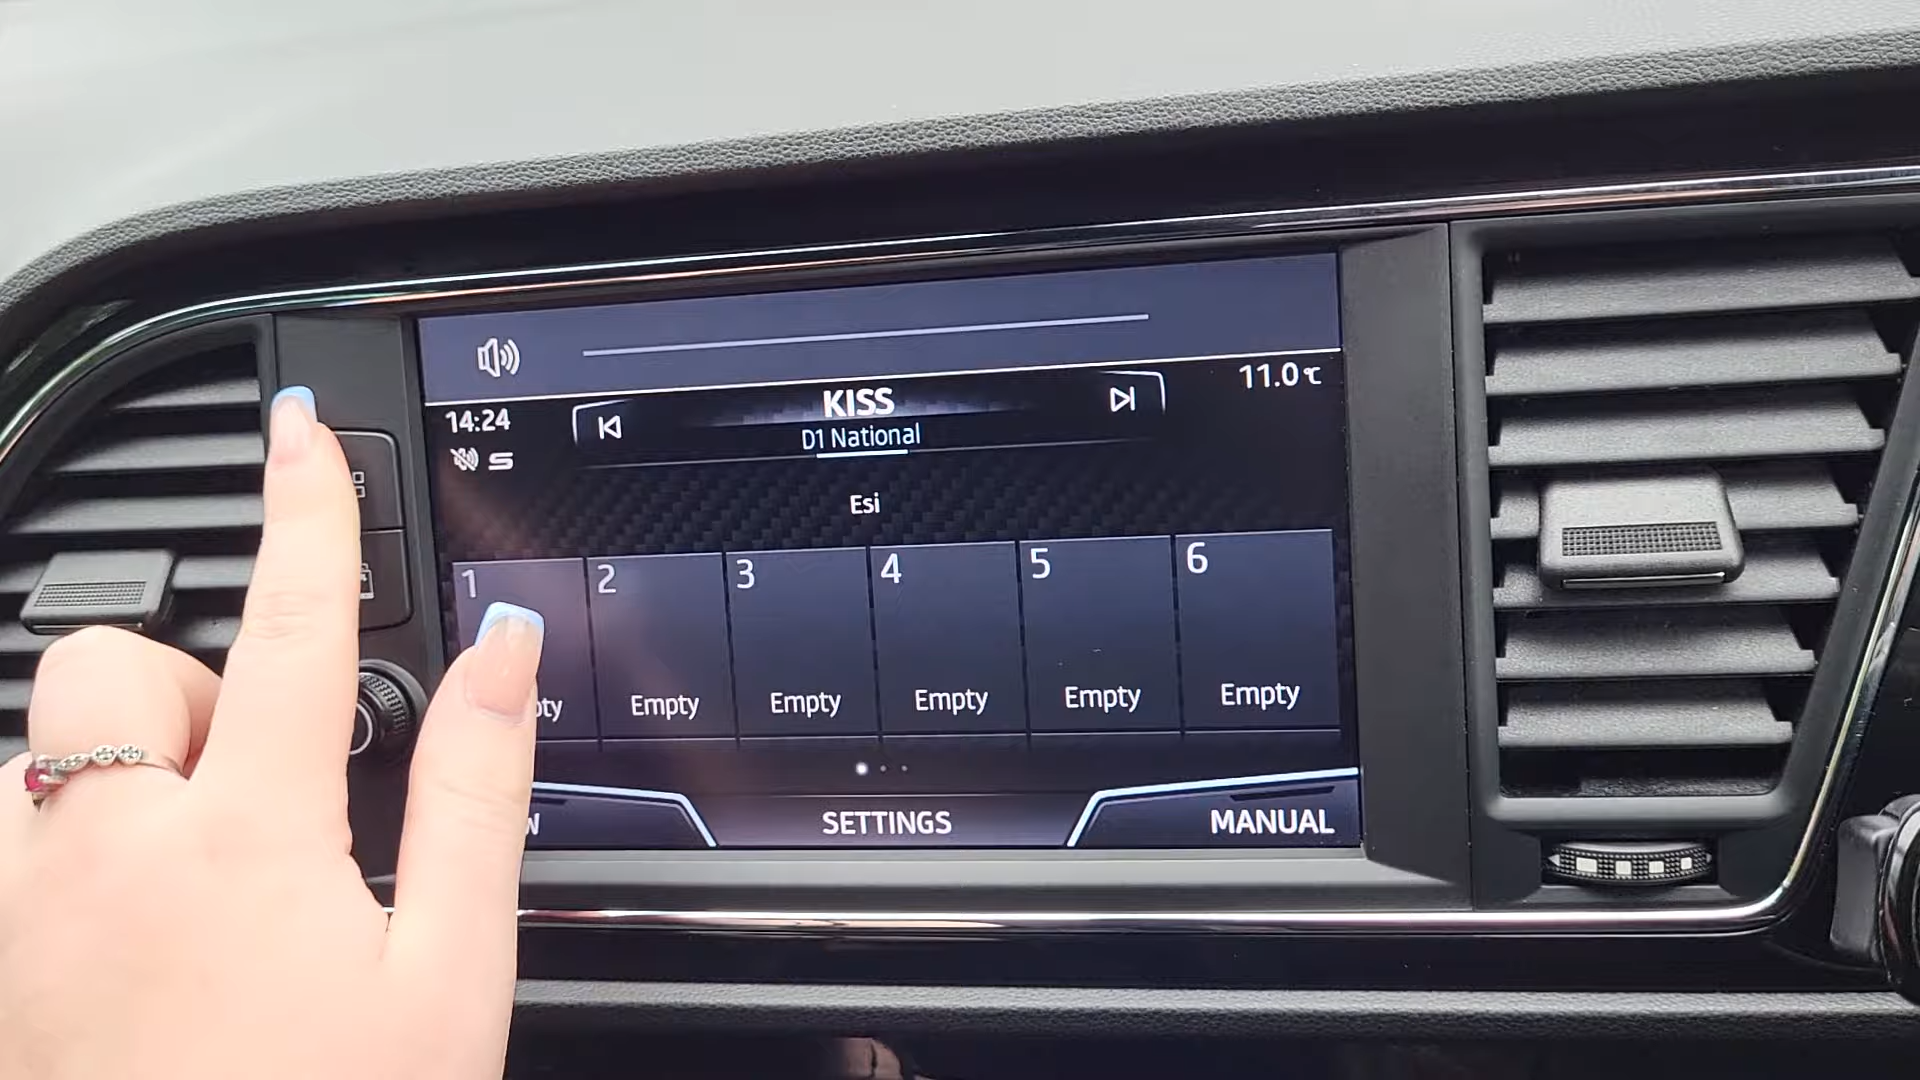 KISS
14:24
11.0℃
D1 National
Esi
1 2 3 4 5 6
Empty Empty Empty Empty Empty
SETTINGS
MANUAL